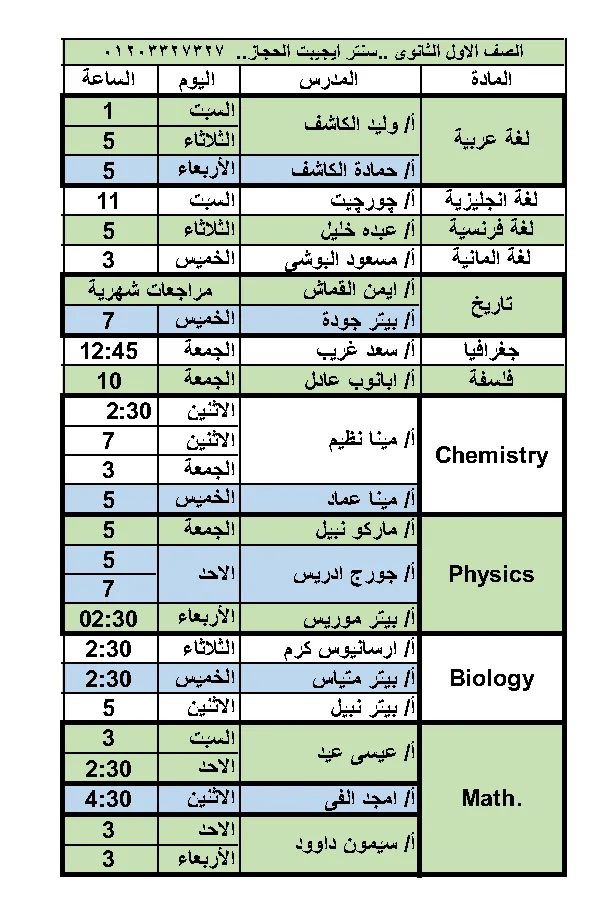 الصف الاول الثانوى ..سنتر ايجيبت الحجاز.. ٠١٢٠٣٣٢٧٣٢٧
المادة المدرس اليوم الساعة
لغة عربية أ/ وليد الكاشف السبت 1
الثلاثاء 5
أ/ حمادة الكاشف الأربعاء 5
لغة انجليزية أ/ چورچيت السبت 11
لغة فرنسية أ/ عبده خليل الثلاثاء 5
لغة المانية أ/ مسعود البوشي الخميس 3
تاريخ أ/ ايمن القماش مراجعات شهرية
أ/ بيتر جودة الخميس 7
جغرافيا أ/ سعد غريب الجمعة 12:45
فلسفة أ/ ابانوب عادل الجمعة 10
Chemistry أ/ مينا نظيم الاثنين 2:30
الاثنين 7
الجمعة 3
أ/ مينا عماد الخميس 5
Physics أ/ ماركو نبيل الجمعة 5
أ/ جورج ادريس الاحد 5
7
أ/ بيتر موريس الأربعاء 02:30
Biology أ/ ارسانيوس كرم الثلاثاء 2:30
أ/ بيتر متياس الخميس 2:30
أ/ بيتر نبيل الاثنين 5
Math. أ/ عيسى عيد السبت 3
الاحد 2:30
أ/ امجد الفى الاثنين 4:30
أ/ سيمون داوود الاحد 3
الأربعاء 3